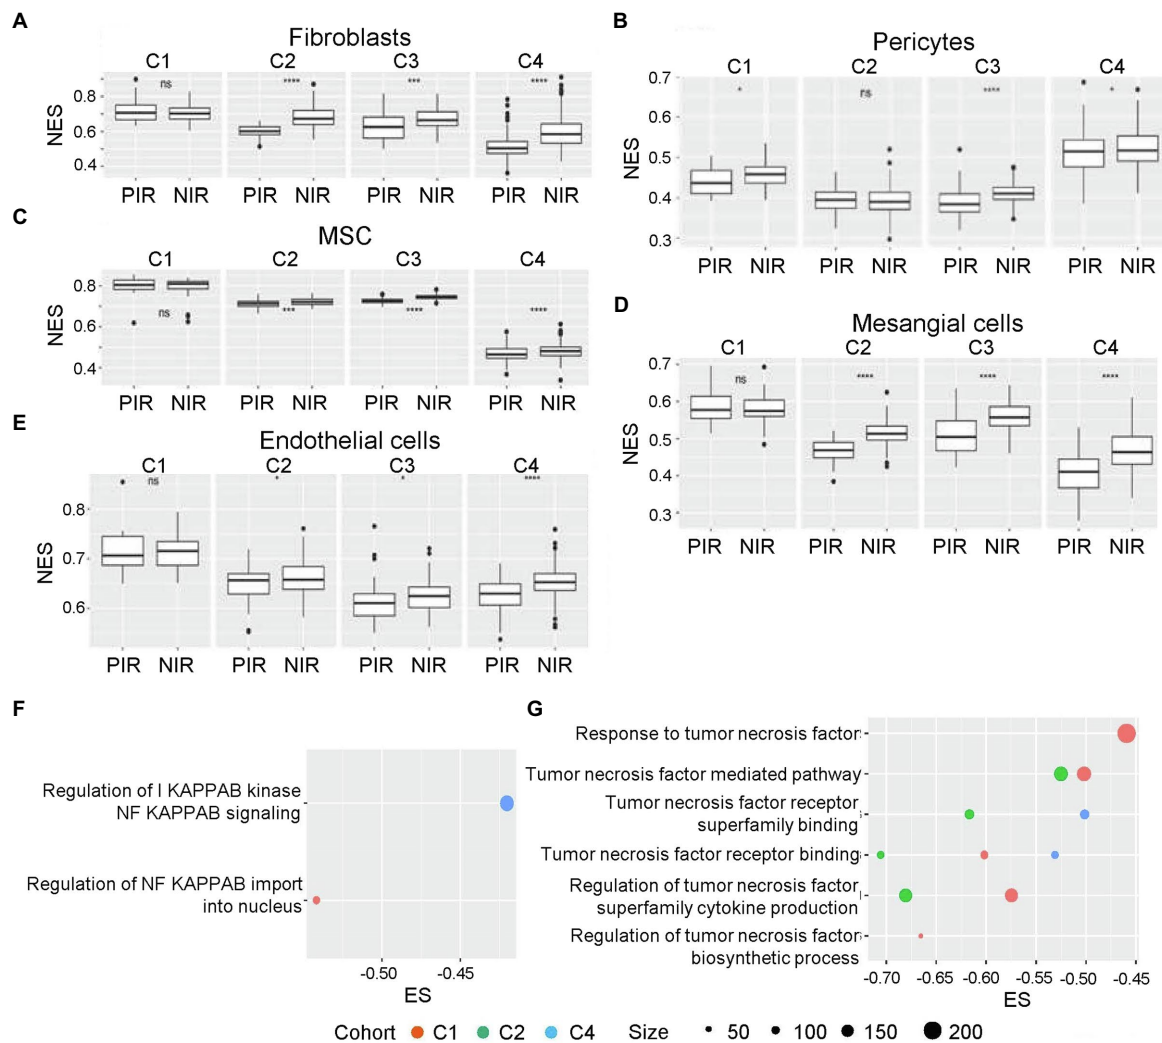 A
Fibroblasts
C1 C2 C3 C4
ns **** *** ****
NES
0.8
0.6
0.4
PIR NIR PIR NIR PIR NIR PIR NIR
B
Pericytes
C1 C2 C3 C4
* ns **** *
NES
0.7
0.5
0.4
0.3
PIR NIR PIR NIR PIR NIR PIR NIR
C
MSC
C1 C2 C3 C4
ns *** **** ****
NES
0.8
0.6
0.4
PIR NIR PIR NIR PIR NIR PIR NIR
D
Mesangial cells
C1 C2 C3 C4
ns **** **** ****
NES
0.7
0.6
0.5
0.4
0.3
PIR NIR PIR NIR PIR NIR PIR NIR
E
Endothelial cells
C1 C2 C3 C4
ns * * ****
NES
0.8
0.7
0.6
PIR NIR PIR NIR PIR NIR PIR NIR
F
Regulation of I KAPPAB kinase
NF KAPPAB signaling
Regulation of NF KAPPAB import
into nucleus
-0.50 -0.45
ES
G
Response to tumor necrosis factor
Tumor necrosis factor mediated pathway
Tumor necrosis factor receptor
superfamily binding
Tumor necrosis factor receptor binding
Regulation of tumor necrosis factor
superfamily cytokine production
Regulation of tumor necrosis factor
biosynthetic process
-0.70 -0.65 -0.60 -0.55 -0.50 -0.45
ES
Cohort C1 C2 C4 Size 50 100 150 200